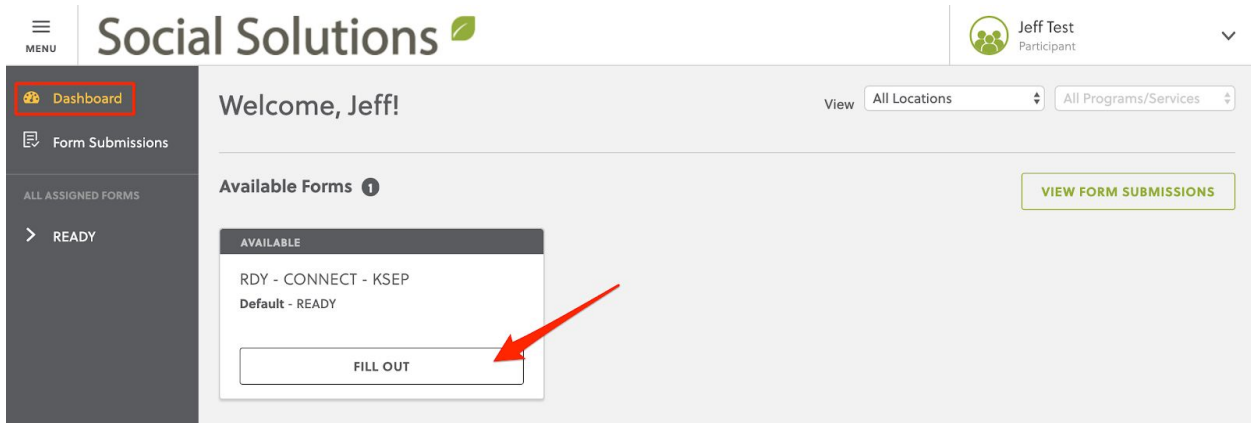 MENU
Social Solutions
Jeff Test
Participant
Dashboard
Form Submissions
ALL ASSIGNED FORMS
READY
Welcome, Jeff!
View
All Locations
All Programs/Services
Available Forms 1
VIEW FORM SUBMISSIONS
AVAILABLE
RDY - CONNECT - KSEP
Default - READY
FILL OUT